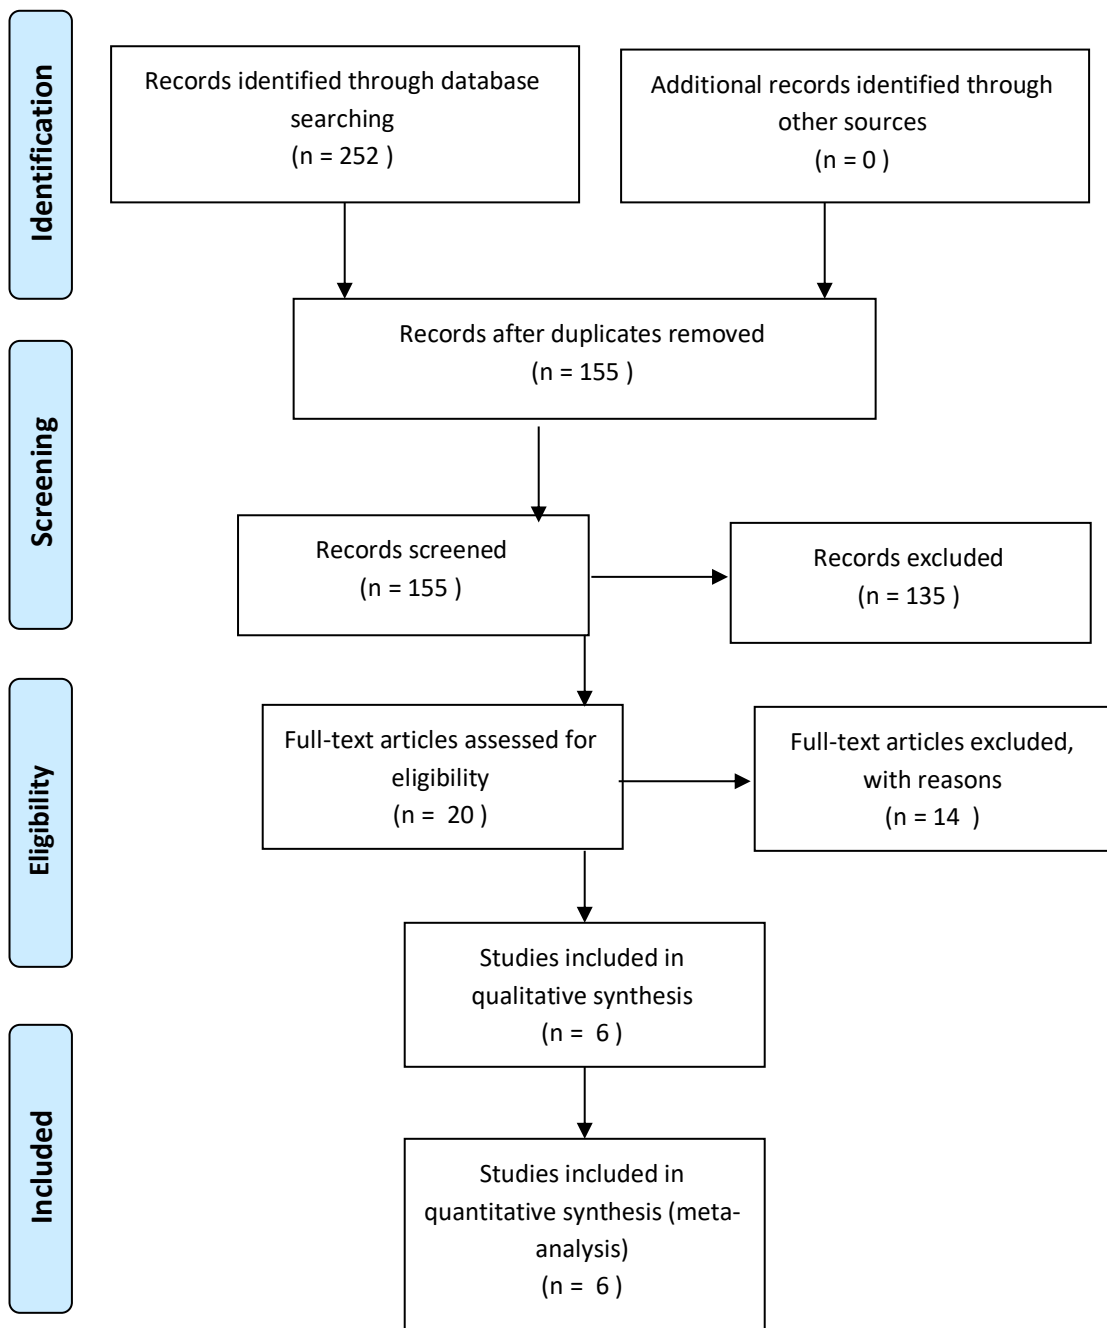 Identification
Records identified through database
searching
(n = 252 )
Additional records identified through
other sources
(n = 0 )
Records after duplicates removed
(n = 155 )
Screening
Records screened
(n = 155 )
Records excluded
(n = 135 )
Eligibility
Full-text articles assessed for
eligibility
(n =  20 )
Full-text articles excluded,
with reasons
(n = 14  )
Studies included in
qualitative synthesis
(n =  6 )
Included
Studies included in
quantitative synthesis (meta-
analysis)
(n =  6 )